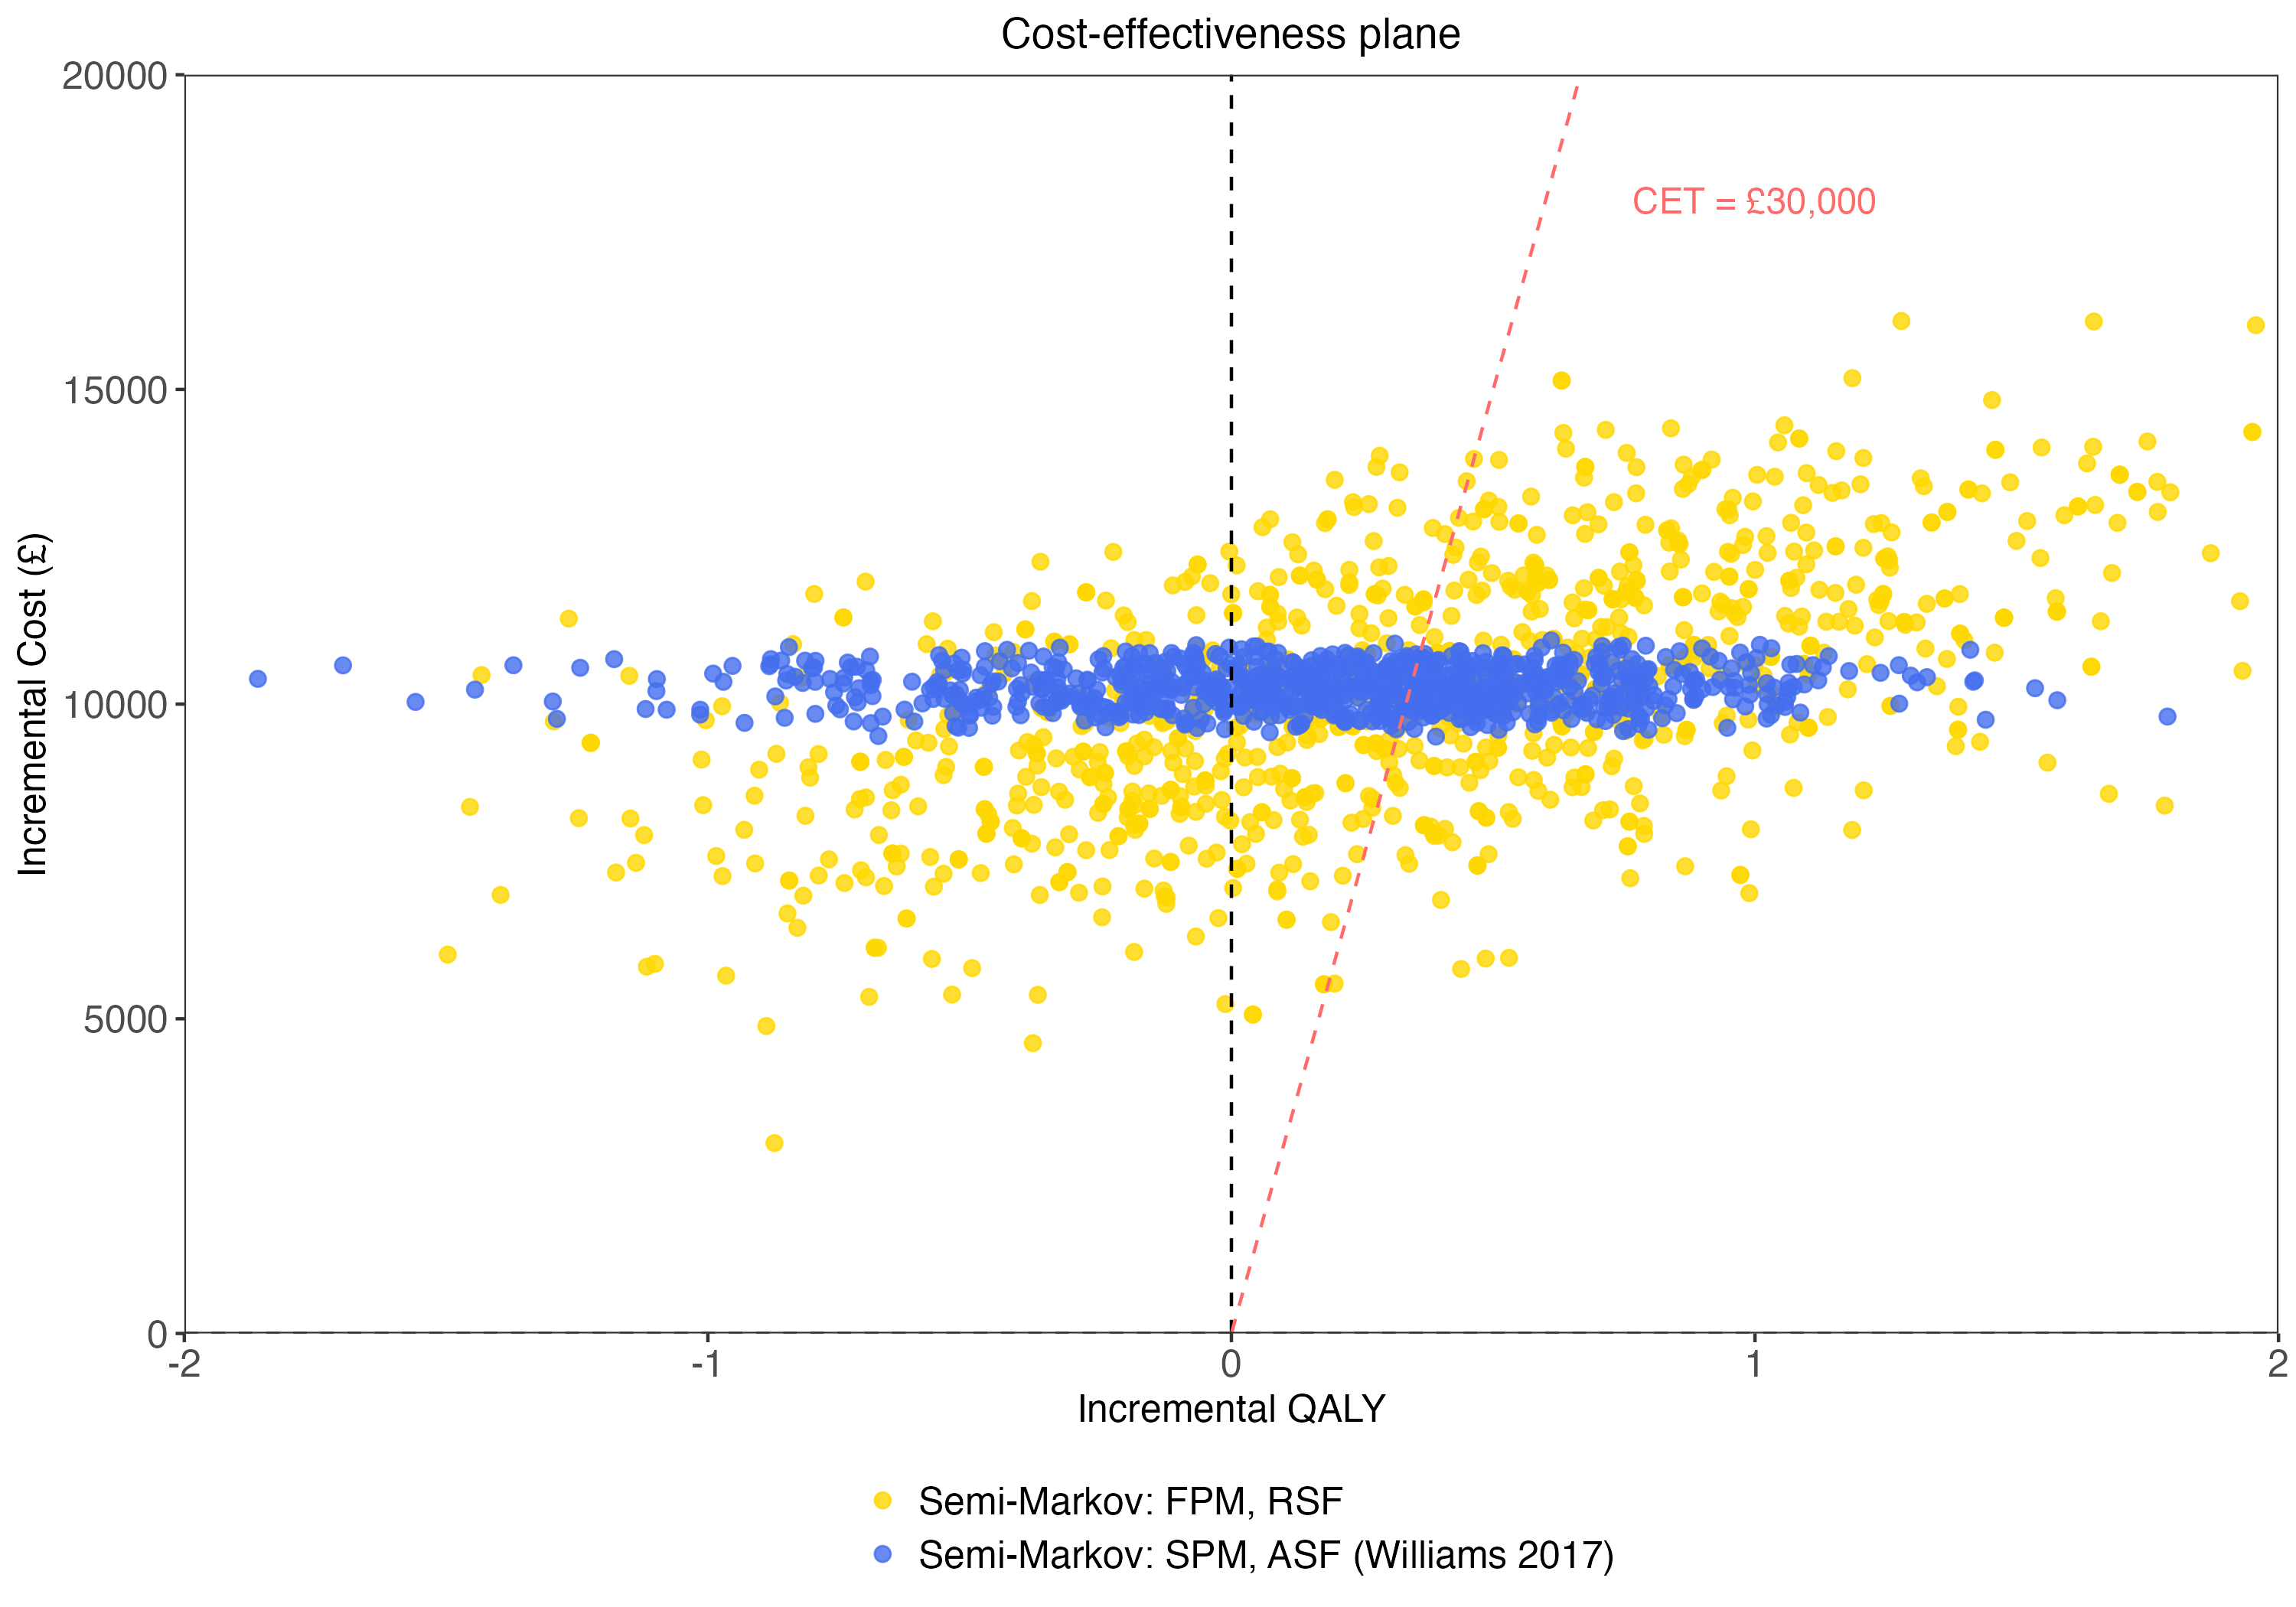 Cost-effectiveness plane
20000
15000
10000
5000
0
Incremental Cost (£)
CET = £30,000
-2
-1
0
1
2
Incremental QALY
Semi-Markov: FPM, RSF
Semi-Markov: SPM, ASF (Williams 2017)